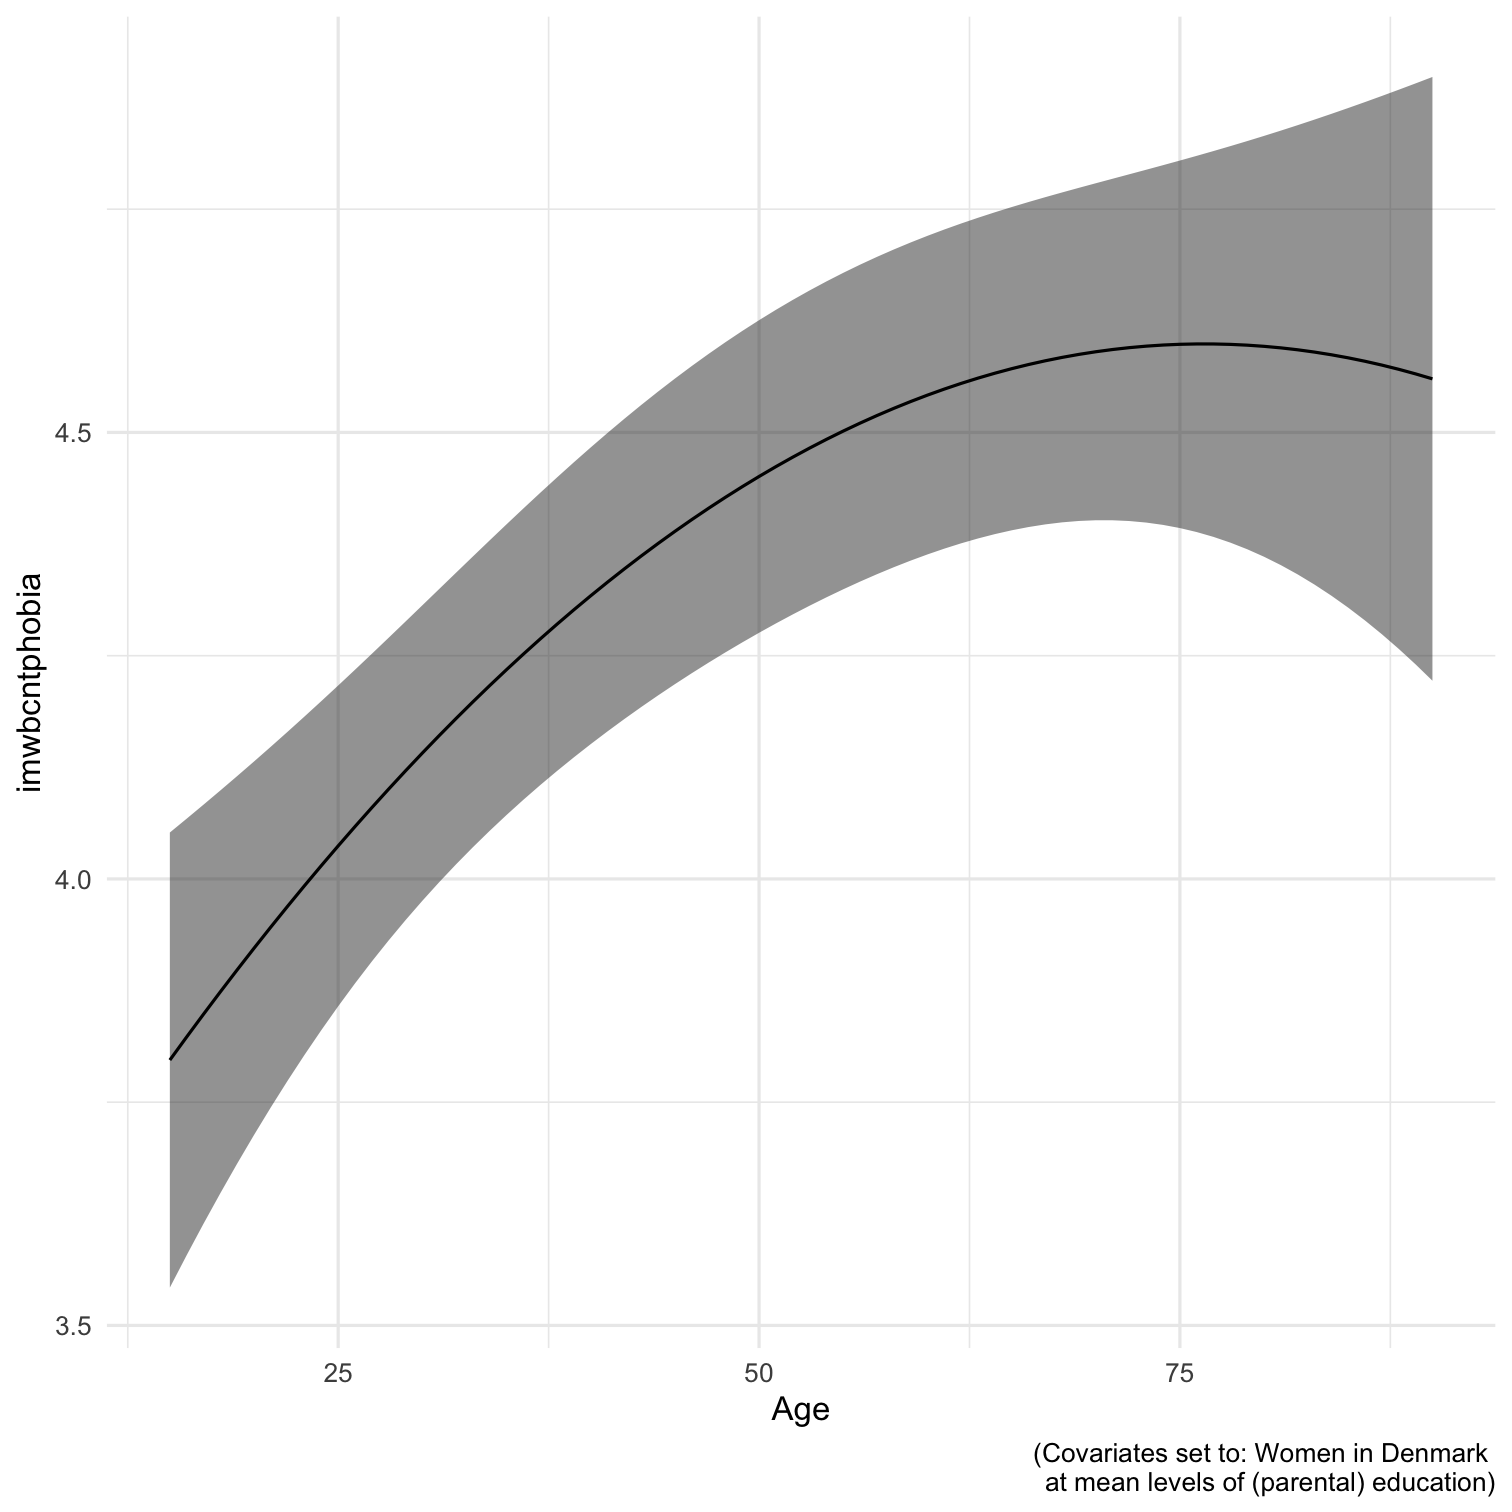 imwbcntphobia
4.5
4.0
3.5
25
50
75
Age
(Covariates set to: Women in Denmark
at mean levels of (parental) education)